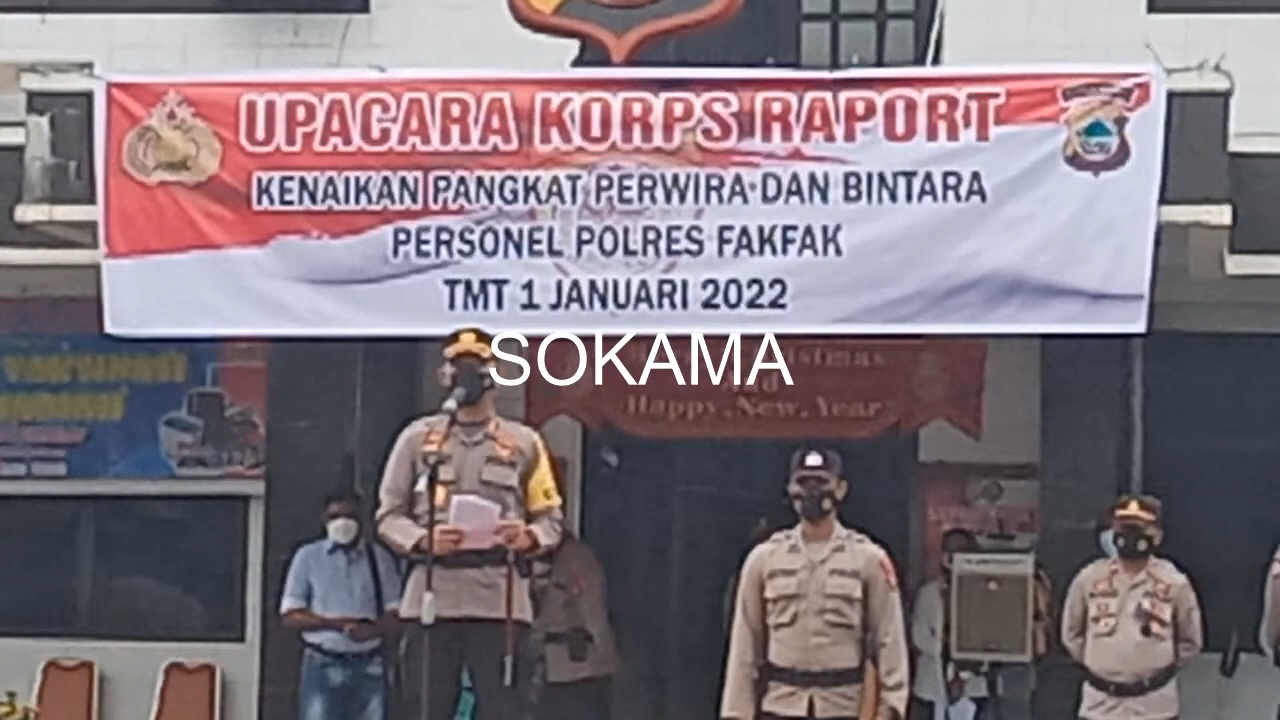 UPACARA KORPS RAPORT
KENAIKAN PANGKAT PERWIRA DAN BINTARA
PERSONEL POLRES FAKFAK
TMT 1 JANUARI 2022
SOKAMA
And
Happy New Year